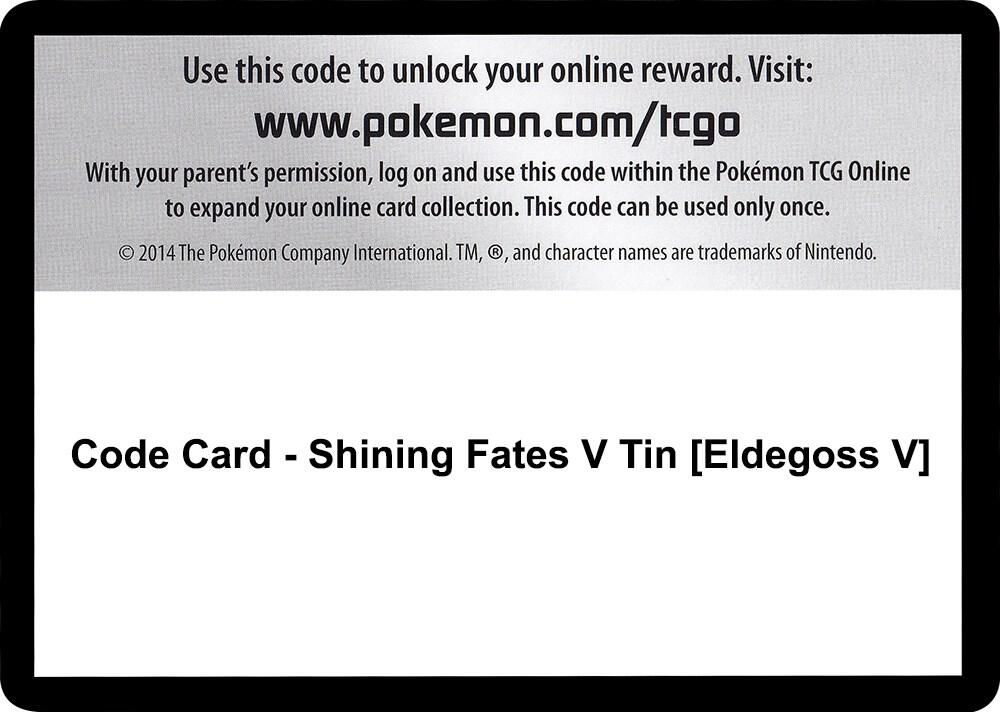 Use this code to unlock your online reward. Visit:
www.pokemon.com/tcgo
With your parent's permission, log on and use this code within the Pokémon TCG Online
to expand your online card collection. This code can be used only once.
© 2014 The Pokémon Company International. TM, ®, and character names are trademarks of Nintendo.
Code Card - Shining Fates V Tin [Eldegoss V]